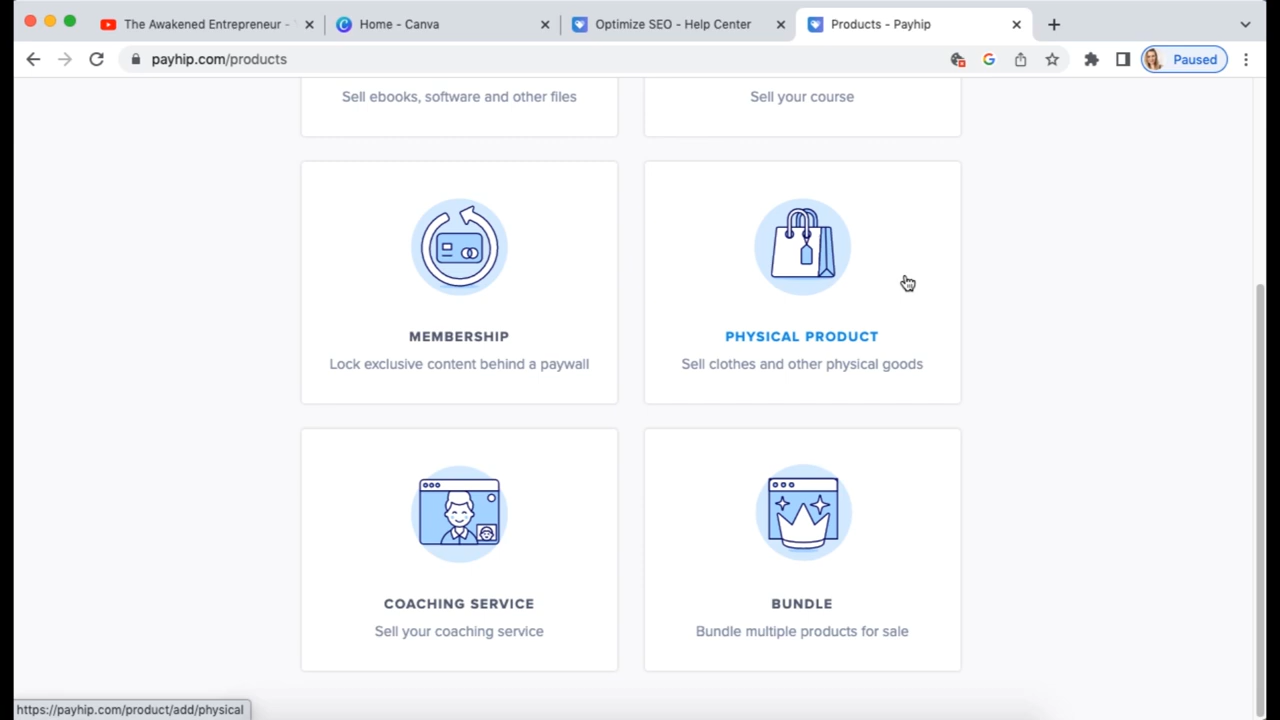 The Awakened Entrepreneur -
Home - Canva
Optimize SEO - Help Center
Products - Payhip
payhip.com/products
Paused
Sell ebooks, software and other files
Sell your course
MEMBERSHIP
Lock exclusive content behind a paywall
PHYSICAL PRODUCT
Sell clothes and other physical goods
COACHING SERVICE
Sell your coaching service
BUNDLE
Bundle multiple products for sale
https://payhip.com/product/add/physical